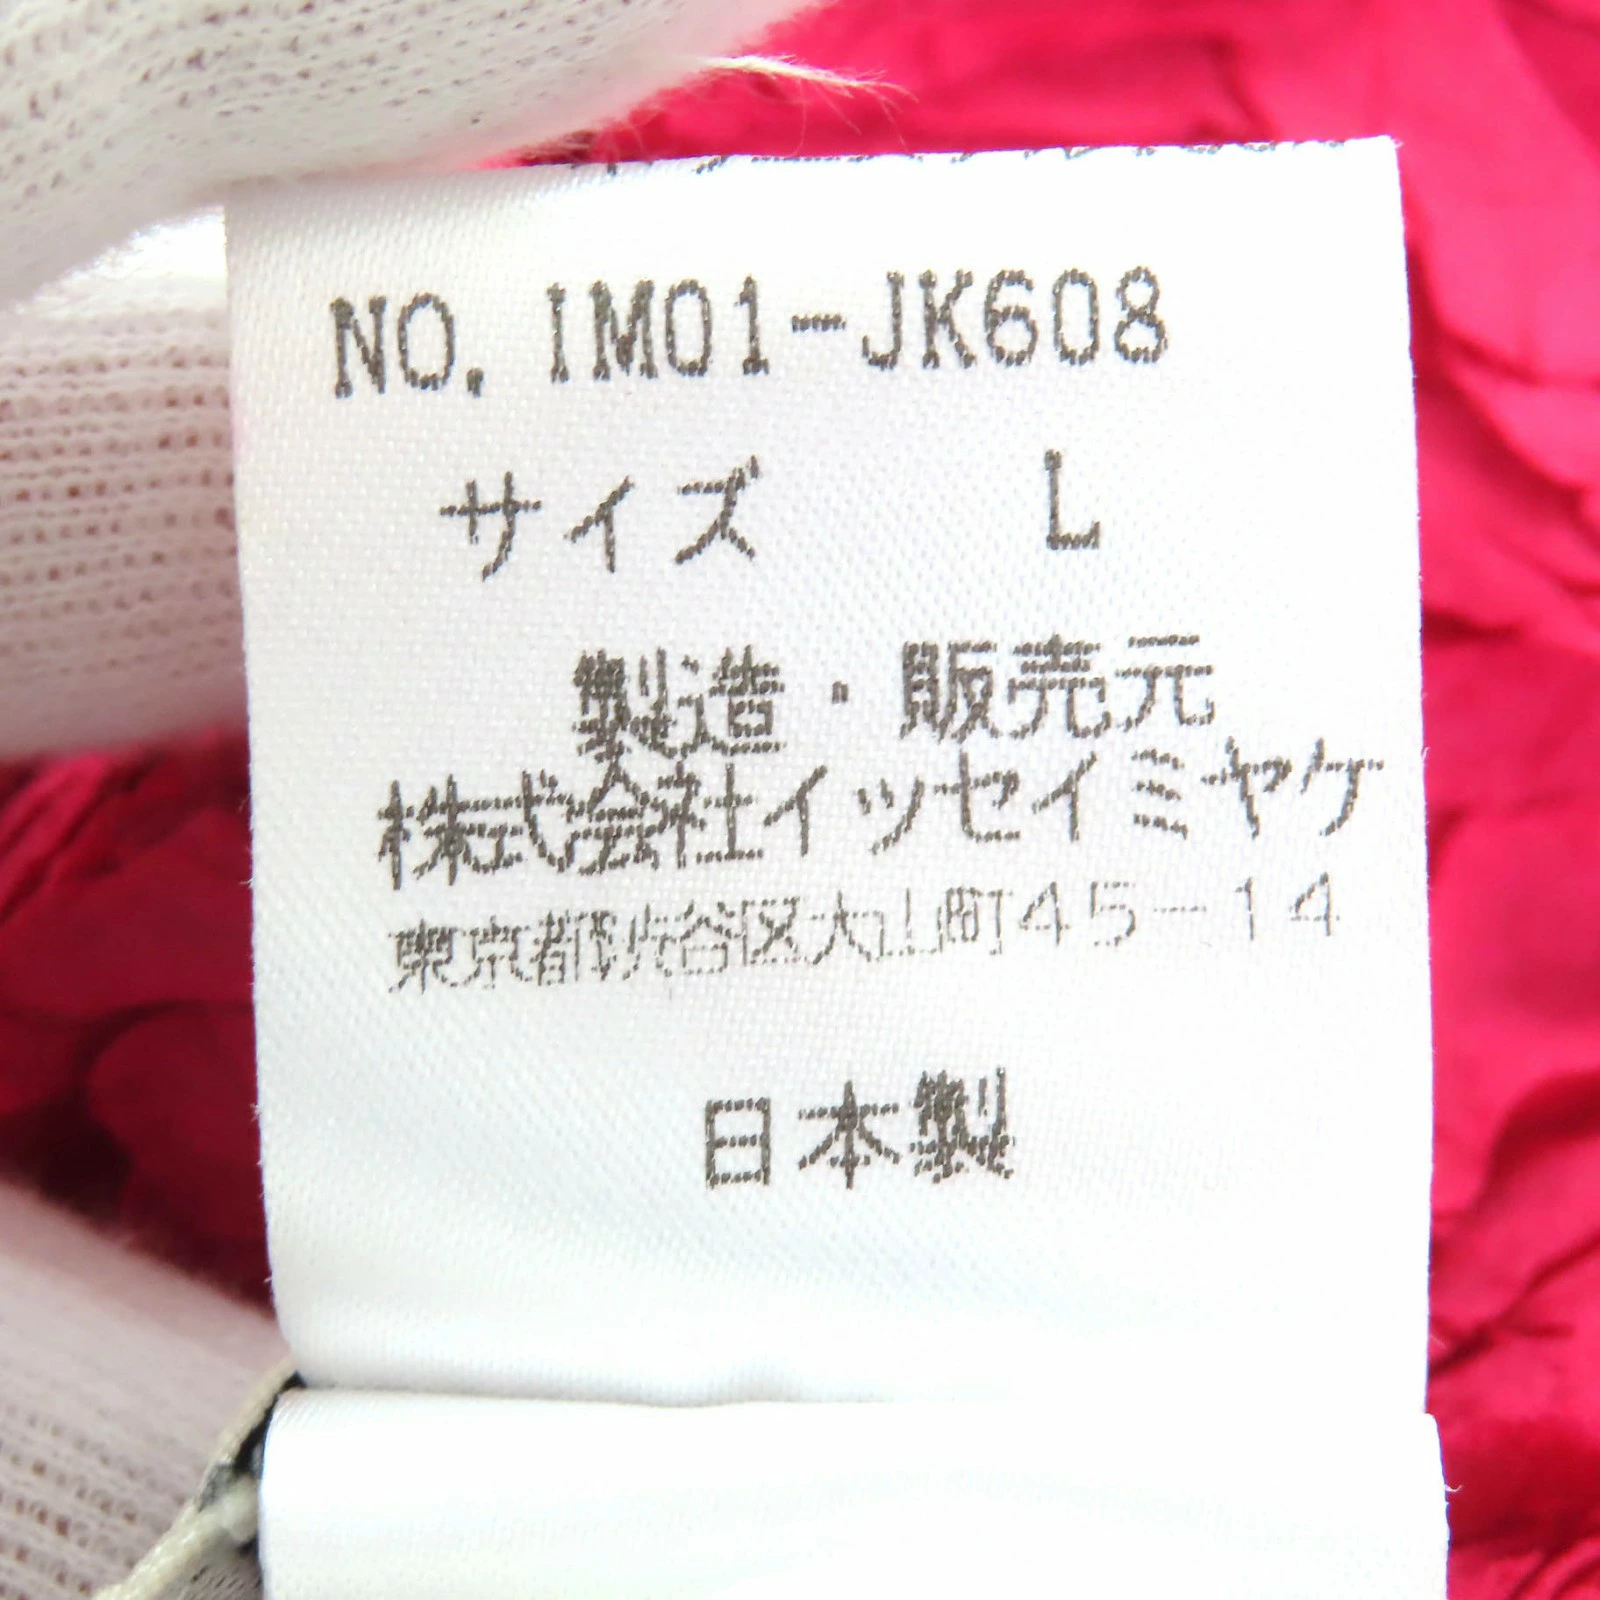 NO. IM01-JK608
サイズ L
製造・販売元
株式会社イッセイミヤケ
東京都渋谷区大山町45-14
日本製